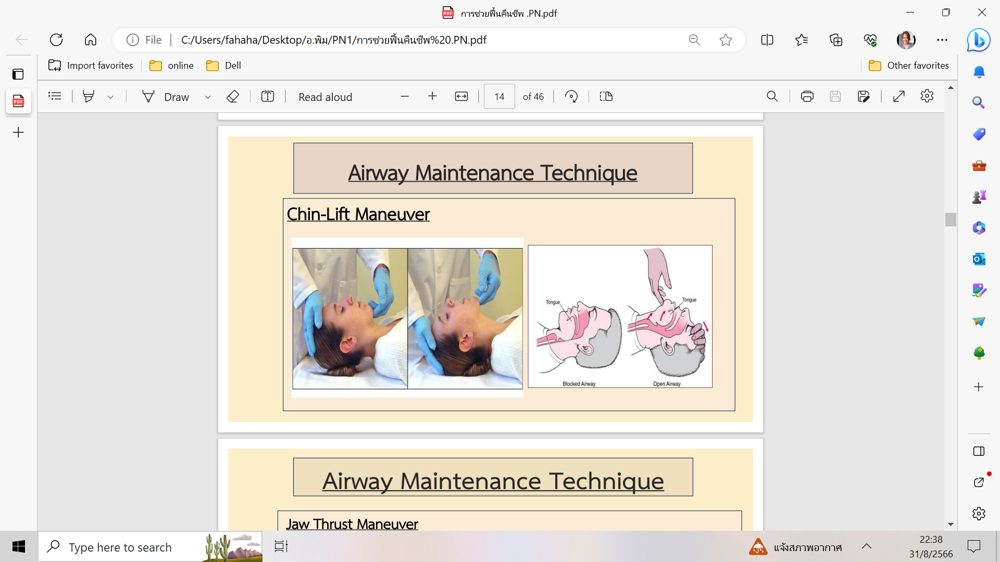 การช่วยฟื้นคืนชีพ .PN.pdf
File
C:/Users/fahaha/Desktop/อ.พิม/PN1/การช่วยฟื้นคืนชีพ%20.PN.pdf
Import favorites
online
Dell
Other favorites
Draw
Read aloud
14
of 46
Airway Maintenance Technique
Chin-Lift Maneuver
Tongue
Tongue
Blocked Airway
Open Airway
Airway Maintenance Technique
Jaw Thrust Maneuver
Type here to search
แจ้งสภาพอากาศ
22:38
31/8/2566